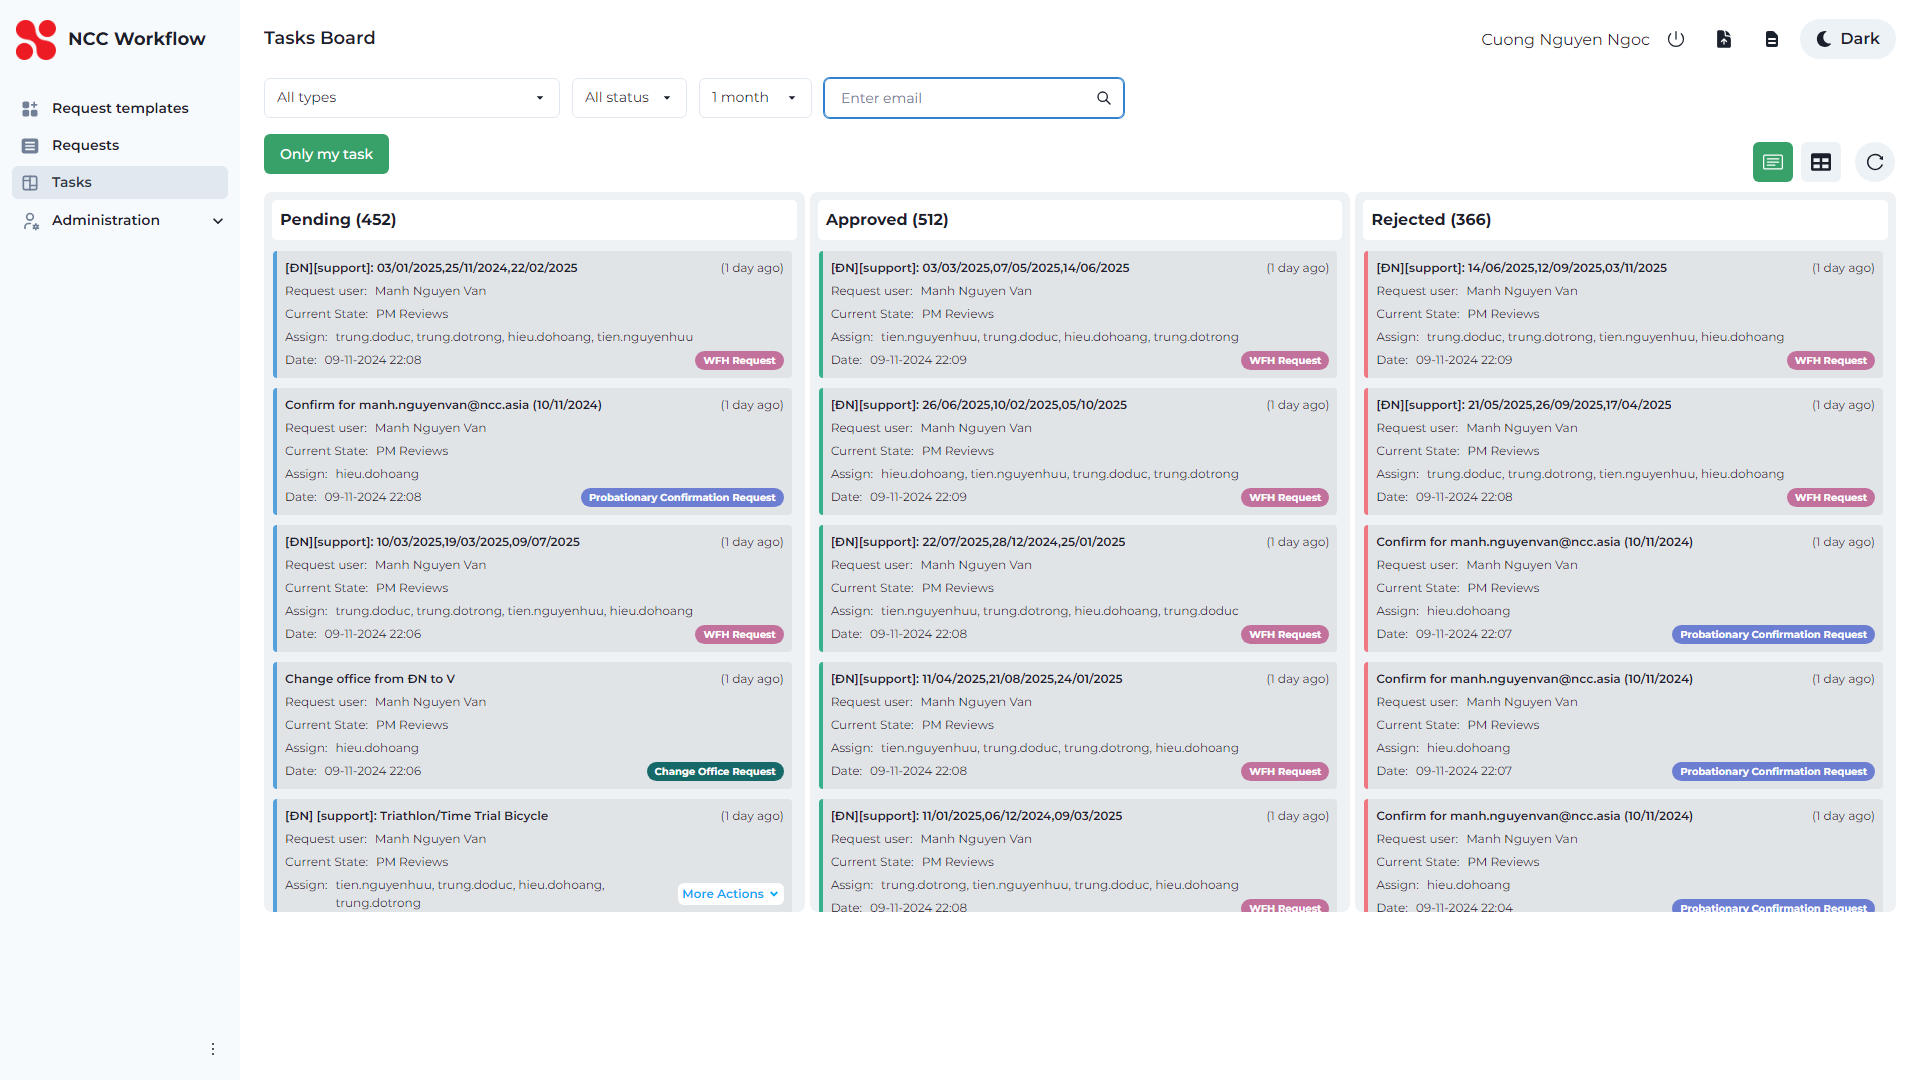 NCC Workflow
Request templates
Requests
Tasks
Administration
Tasks Board
Cuong Nguyen Ngoc
Dark
All types
All status
1 month
Enter email
Only my task
Pending (452)
[ĐN][support]: 03/01/2025,25/11/2024,22/02/2025 (1 day ago)
Request user: Manh Nguyen Van
Current State: PM Reviews
Assign: trung.doduc, trung.dotrong, hieu.dohoang, tien.nguyenhuu
Date: 09-11-2024 22:08 WFH Request
Confirm for manh.nguyenvan@ncc.asia (10/11/2024) (1 day ago)
Request user: Manh Nguyen Van
Current State: PM Reviews
Assign: hieu.dohoang
Date: 09-11-2024 22:08 Probationary Confirmation Request
[ĐN][support]: 10/03/2025,19/03/2025,09/07/2025 (1 day ago)
Request user: Manh Nguyen Van
Current State: PM Reviews
Assign: trung.doduc, trung.dotrong, tien.nguyenhuu, hieu.dohoang
Date: 09-11-2024 22:06 WFH Request
Change office from ĐN to V (1 day ago)
Request user: Manh Nguyen Van
Current State: PM Reviews
Assign: hieu.dohoang
Date: 09-11-2024 22:06 Change Office Request
[ĐN] [support]: Triathlon/Time Trial Bicycle (1 day ago)
Request user: Manh Nguyen Van
Current State: PM Reviews
Assign: tien.nguyenhuu, trung.doduc, hieu.dohoang,
trung.dotrong
More Actions
Approved (512)
[ĐN][support]: 03/03/2025,07/05/2025,14/06/2025 (1 day ago)
Request user: Manh Nguyen Van
Current State: PM Reviews
Assign: tien.nguyenhuu, trung.doduc, hieu.dohoang, trung.dotrong
Date: 09-11-2024 22:09 WFH Request
[ĐN][support]: 26/06/2025,10/02/2025,05/10/2025 (1 day ago)
Request user: Manh Nguyen Van
Current State: PM Reviews
Assign: hieu.dohoang, tien.nguyenhuu, trung.doduc, trung.dotrong
Date: 09-11-2024 22:09 WFH Request
[ĐN][support]: 22/07/2025,28/12/2024,25/01/2025 (1 day ago)
Request user: Manh Nguyen Van
Current State: PM Reviews
Assign: tien.nguyenhuu, trung.dotrong, hieu.dohoang, trung.doduc
Date: 09-11-2024 22:08 WFH Request
[ĐN][support]: 11/04/2025,21/08/2025,24/01/2025 (1 day ago)
Request user: Manh Nguyen Van
Current State: PM Reviews
Assign: tien.nguyenhuu, trung.doduc, trung.dotrong, hieu.dohoang
Date: 09-11-2024 22:08 WFH Request
[ĐN][support]: 11/01/2025,06/12/2024,09/03/2025 (1 day ago)
Request user: Manh Nguyen Van
Current State: PM Reviews
Assign: trung.dotrong, tien.nguyenhuu, trung.doduc, hieu.dohoang
Date: 09-11-2024 22:08 WFH Request
Rejected (366)
[ĐN][support]: 14/06/2025,12/09/2025,03/11/2025 (1 day ago)
Request user: Manh Nguyen Van
Current State: PM Reviews
Assign: trung.doduc, trung.dotrong, tien.nguyenhuu, hieu.dohoang
Date: 09-11-2024 22:09 WFH Request
[ĐN][support]: 21/05/2025,26/09/2025,17/04/2025 (1 day ago)
Request user: Manh Nguyen Van
Current State: PM Reviews
Assign: trung.doduc, trung.dotrong, tien.nguyenhuu, hieu.dohoang
Date: 09-11-2024 22:08 WFH Request
Confirm for manh.nguyenvan@ncc.asia (10/11/2024) (1 day ago)
Request user: Manh Nguyen Van
Current State: PM Reviews
Assign: hieu.dohoang
Date: 09-11-2024 22:07 Probationary Confirmation Request
Confirm for manh.nguyenvan@ncc.asia (10/11/2024) (1 day ago)
Request user: Manh Nguyen Van
Current State: PM Reviews
Assign: hieu.dohoang
Date: 09-11-2024 22:07 Probationary Confirmation Request
Confirm for manh.nguyenvan@ncc.asia (10/11/2024) (1 day ago)
Request user: Manh Nguyen Van
Current State: PM Reviews
Assign: hieu.dohoang
Date: 09-11-2024 22:04 Probationary Confirmation Request